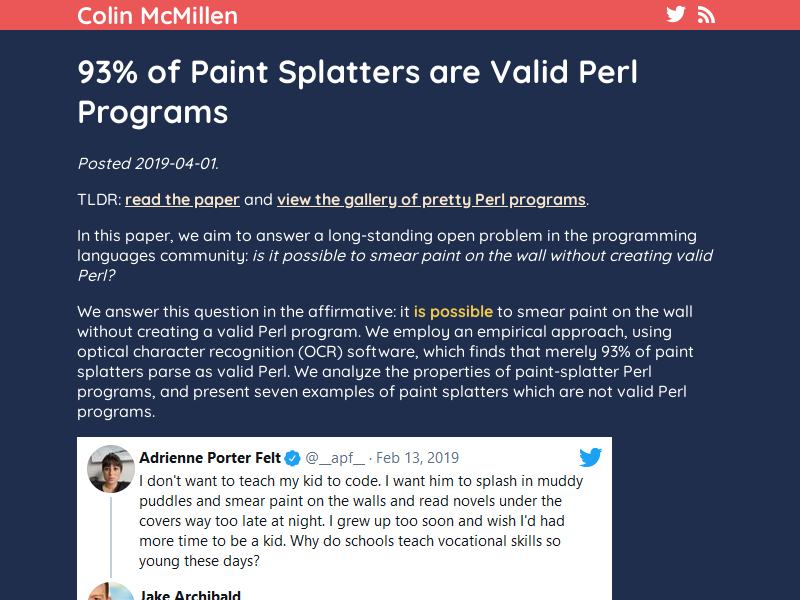 Colin McMillen
93% of Paint Splatters are Valid Perl
Programs
Posted 2019-04-01.
TLDR: read the paper and view the gallery of pretty Perl programs.
In this paper, we aim to answer a long-standing open problem in the programming
languages community: is it possible to smear paint on the wall without creating valid
Perl?
We answer this question in the affirmative: it is possible to smear paint on the wall
without creating a valid Perl program. We employ an empirical approach, using
optical character recognition (OCR) software, which finds that merely 93% of paint
splatters parse as valid Perl. We analyze the properties of paint-splatter Perl
programs, and present seven examples of paint splatters which are not valid Perl
programs.
Adrienne Porter Felt @__apf__ · Feb 13, 2019
I don't want to teach my kid to code. I want him to splash in muddy
puddles and smear paint on the walls and read novels under the
covers way too late at night. I grew up too soon and wish I'd had
more time to be a kid. Why do schools teach vocational skills so
young these days?
Jake Archibald